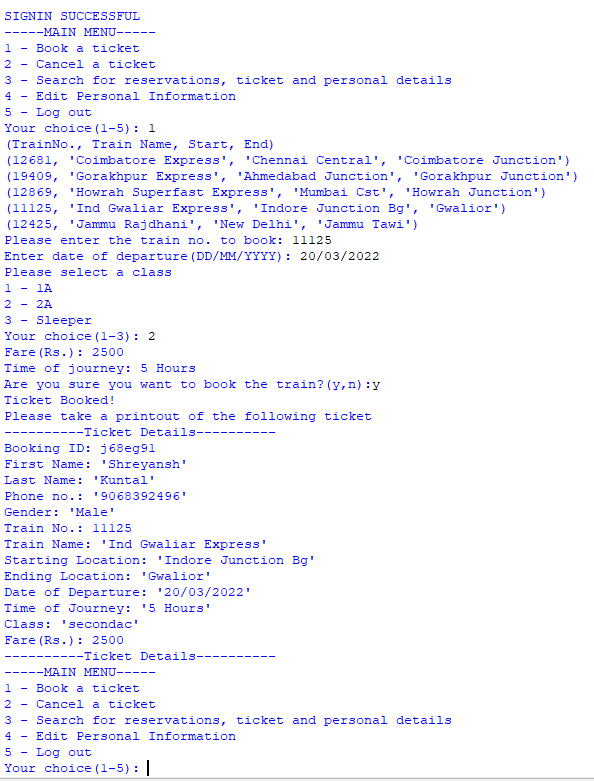 SIGNIN SUCCESSFUL
-----MAIN MENU-----
1 - Book a ticket
2 - Cancel a ticket
3 - Search for reservations, ticket and personal details
4 - Edit Personal Information
5 - Log out
Your choice(1-5): 1
(TrainNo., Train Name, Start, End)
(12681, 'Coimbatore Express', 'Chennai Central', 'Coimbatore Junction')
(19409, 'Gorakhpur Express', 'Ahmedabad Junction', 'Gorakhpur Junction')
(12869, 'Howrah Superfast Express', 'Mumbai Cst', 'Howrah Junction')
(11125, 'Ind Gwaliar Express', 'Indore Junction Bg', 'Gwalior')
(12425, 'Jammu Rajdhani', 'New Delhi', 'Jammu Tawi')
Please enter the train no. to book: 11125
Enter date of departure(DD/MM/YYYY): 20/03/2022
Please select a class
1 - 1A
2 - 2A
3 - Sleeper
Your choice(1-3): 2
Fare(Rs.): 2500
Time of journey: 5 Hours
Are you sure you want to book the train?(y,n):y
Ticket Booked!
Please take a printout of the following ticket
----------Ticket Details----------
Booking ID: j68eg91
First Name: 'Shreyansh'
Last Name: 'Kuntal'
Phone no.: '9068392496'
Gender: 'Male'
Train No.: 11125
Train Name: 'Ind Gwaliar Express'
Starting Location: 'Indore Junction Bg'
Ending Location: 'Gwalior'
Date of Departure: '20/03/2022'
Time of Journey: '5 Hours'
Class: 'secondac'
Fare(Rs.): 2500
----------Ticket Details----------
-----MAIN MENU-----
1 - Book a ticket
2 - Cancel a ticket
3 - Search for reservations, ticket and personal details
4 - Edit Personal Information
5 - Log out
Your choice(1-5):